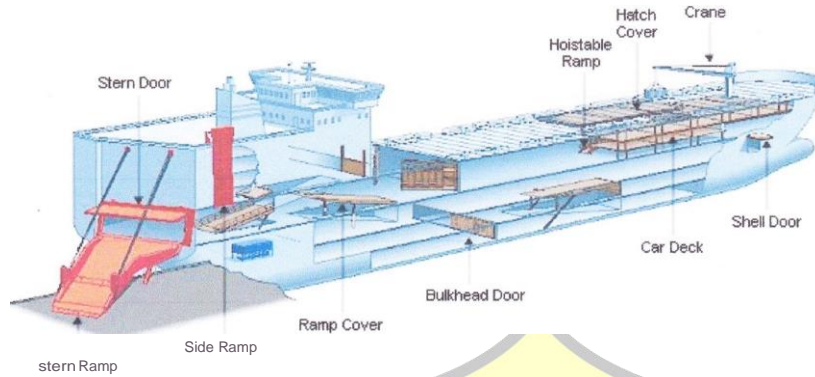 Hatch
Cover
Crane
Hoistable
Ramp
Stern Door
Shell Door
Car Deck
Bulkhead Door
Ramp Cover
Side Ramp
stern Ramp